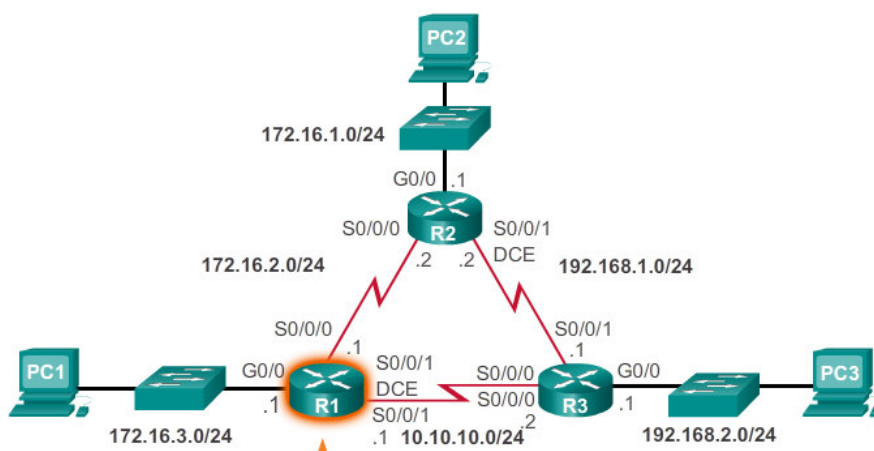 PC2
172.16.1.0/24
G0/0
.1
R2
S0/0/0
S0/0/1
DCE
.2
.2
172.16.2.0/24
192.168.1.0/24
S0/0/0
.1
S0/0/1
.1
PC1
G0/0
.1
R1
S0/0/1
DCE
S0/0/1
.1
S0/0/0
S0/0/0
.2
R3
G0/0
.1
PC3
172.16.3.0/24
10.10.10.0/24
192.168.2.0/24